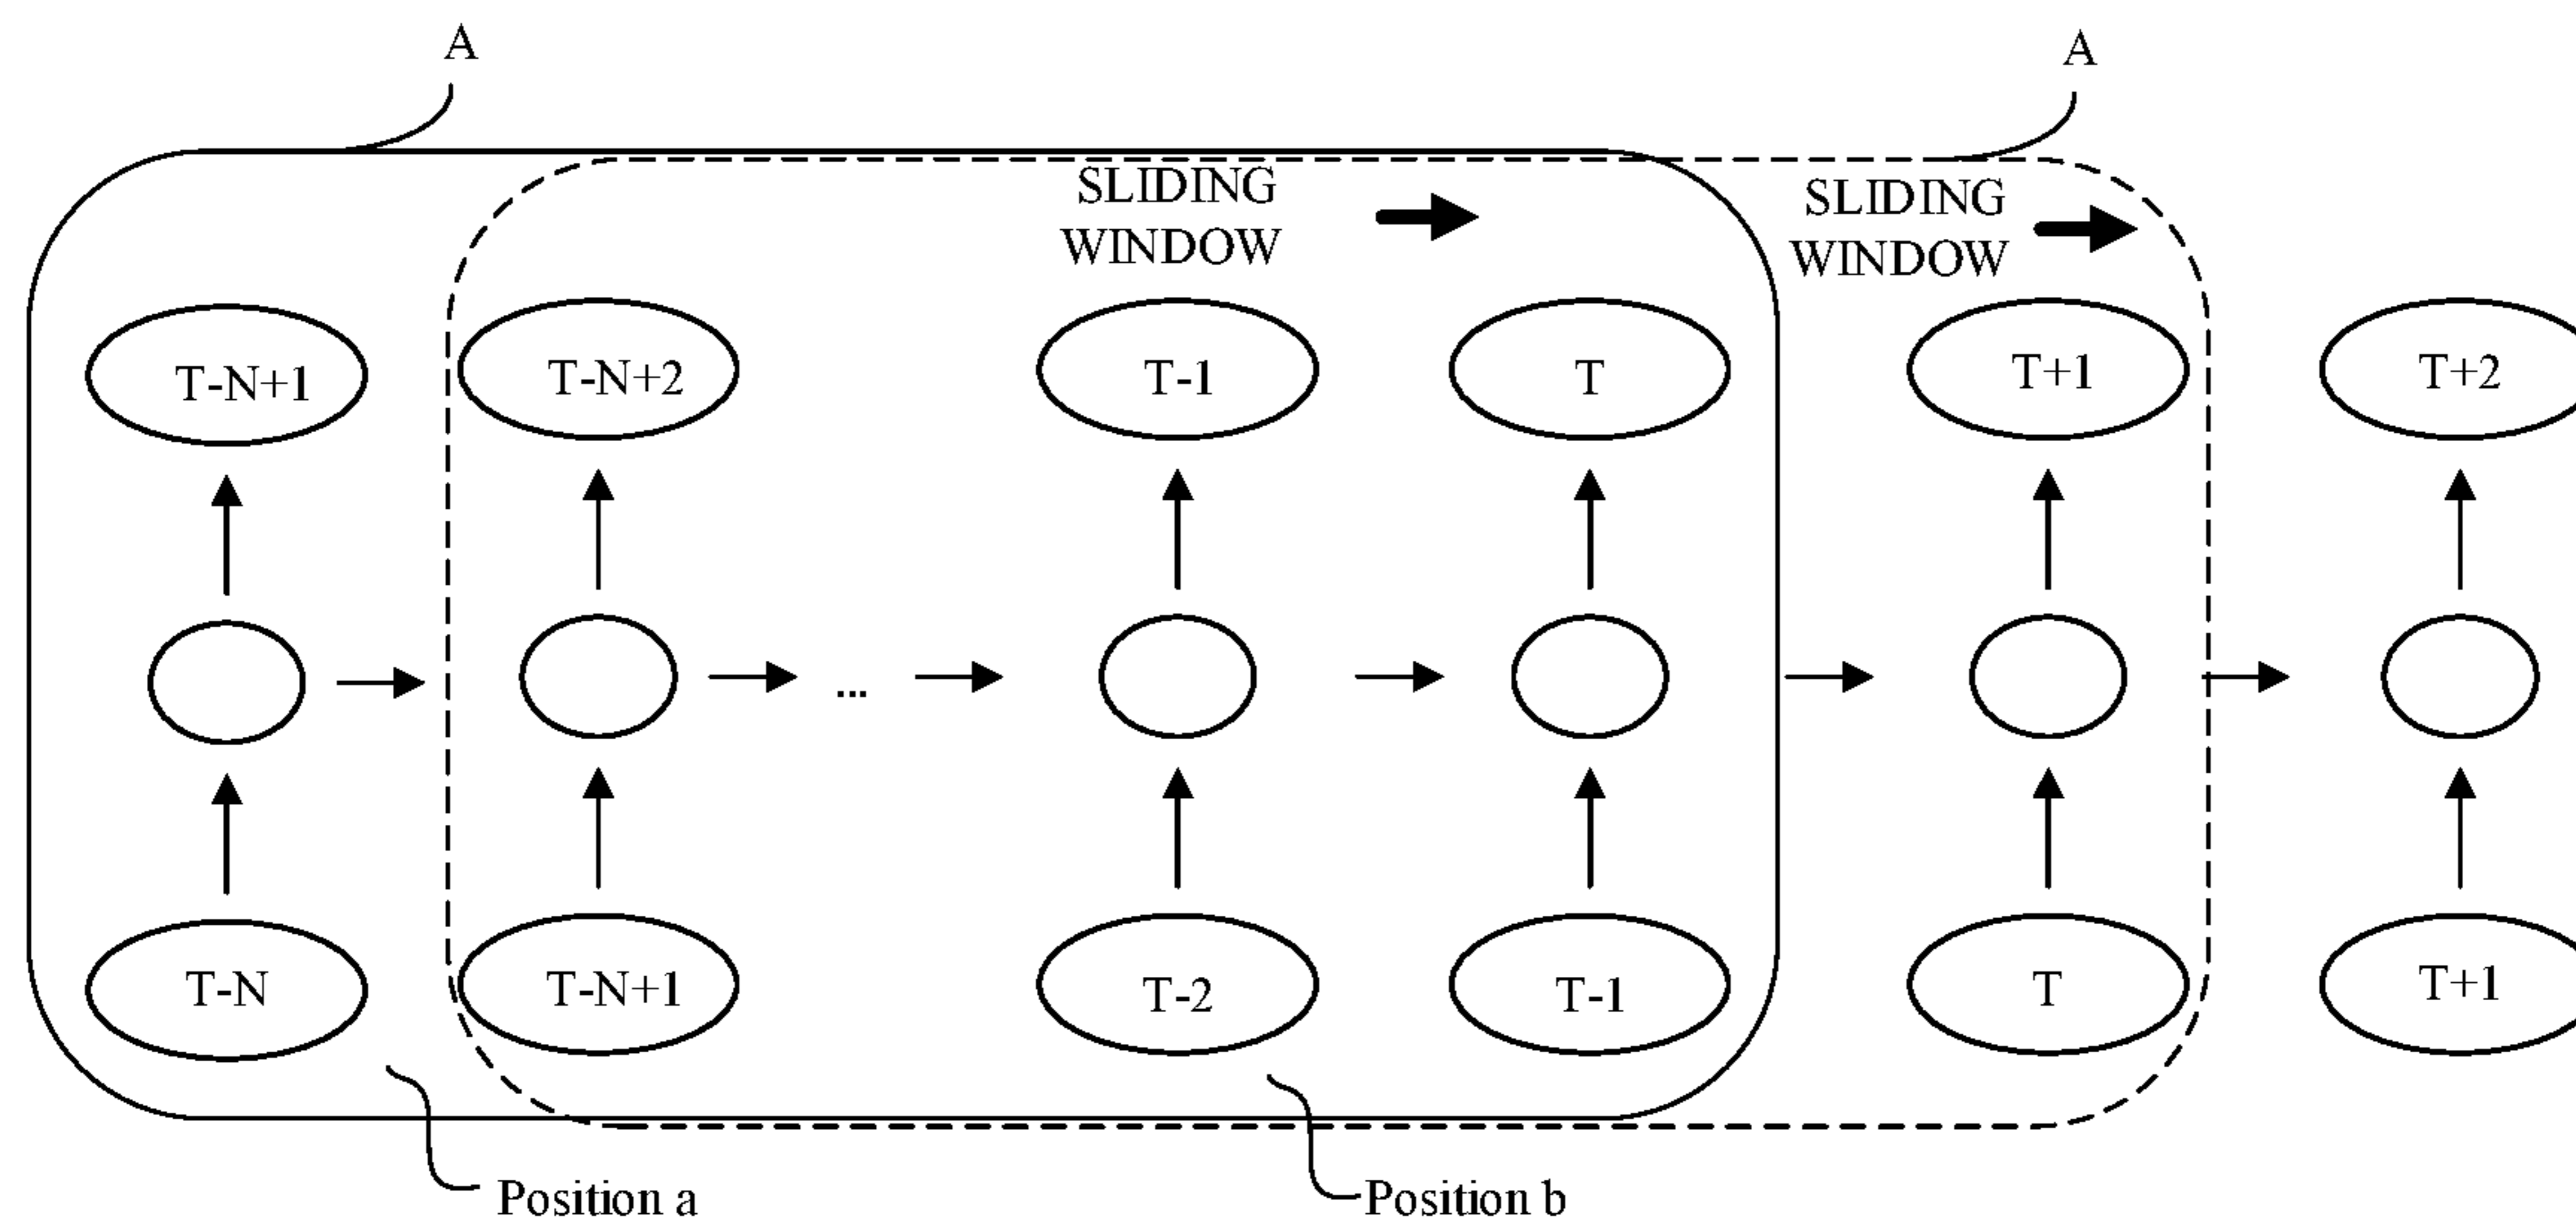 A
A
SLIDING
WINDOW
SLIDING
WINDOW
T-N+1
T-N+2
T-1
T
T+1
T+2
...
T-N
T-N+1
T-2
T-1
T
T+1
Position a
Position b